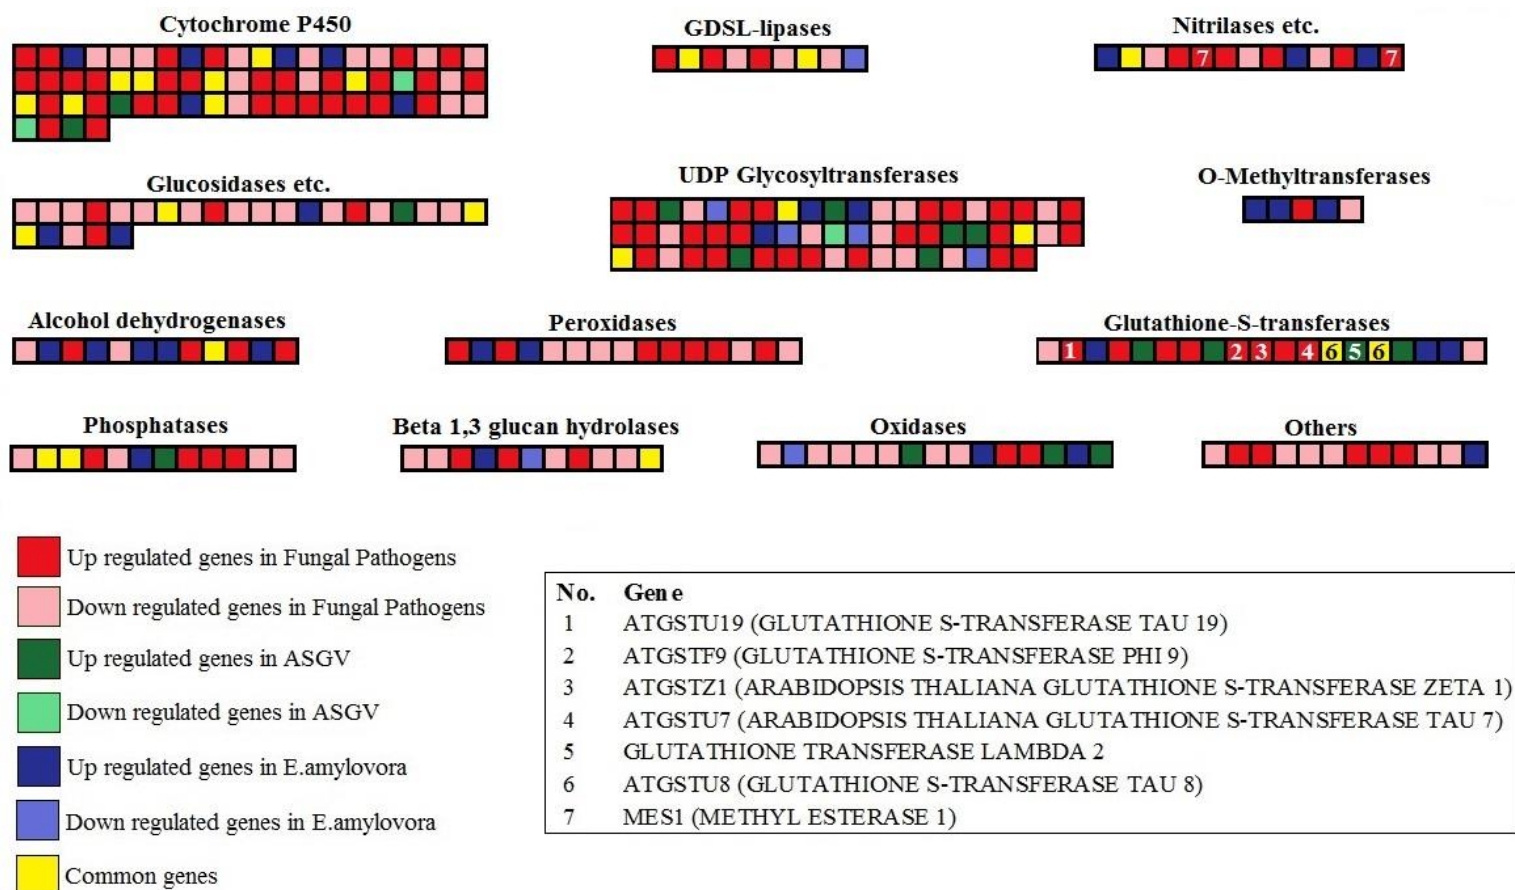 Cytochrome P450
GDSL-lipases
Nitrilases etc.
7 7
Glucosidases etc.
UDP Glycosyltransferases
O-Methyltransferases
Alcohol dehydrogenases
Peroxidases
Glutathione-S-transferases
1 2 3 4 6 5 6
Phosphatases
Beta 1,3 glucan hydrolases
Oxidases
Others
Up regulated genes in Fungal Pathogens
Down regulated genes in Fungal Pathogens
Up regulated genes in ASGV
Down regulated genes in ASGV
Up regulated genes in E.amylovora
Down regulated genes in E.amylovora
Common genes
No. Gene
1 ATGSTU19 (GLUTATHIONE S-TRANSFERASE TAU 19)
2 ATGSTF9 (GLUTATHIONE S-TRANSFERASE PHI 9)
3 ATGSTZ1 (ARABIDOPSIS THALIANA GLUTATHIONE S-TRANSFERASE ZETA 1)
4 ATGSTU7 (ARABIDOPSIS THALIANA GLUTATHIONE S-TRANSFERASE TAU 7)
5 GLUTATHIONE TRANSFERASE LAMBDA 2
6 ATGSTU8 (GLUTATHIONE S-TRANSFERASE TAU 8)
7 MES1 (METHYL ESTERASE 1)